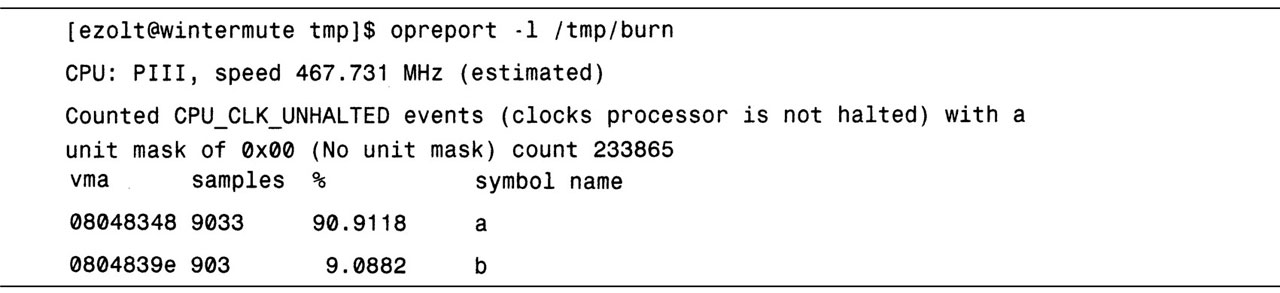 [ezolt@wintermute tmp]$ opreport -l /tmp/burn
CPU: PIII, speed 467.731 MHz (estimated)
Counted CPU_CLK_UNHALTED events (clocks processor is not halted) with a
unit mask of 0x00 (No unit mask) count 233865
vma samples % symbol name
08048348 9033 90.9118 a
0804839e 903 9.0882 b